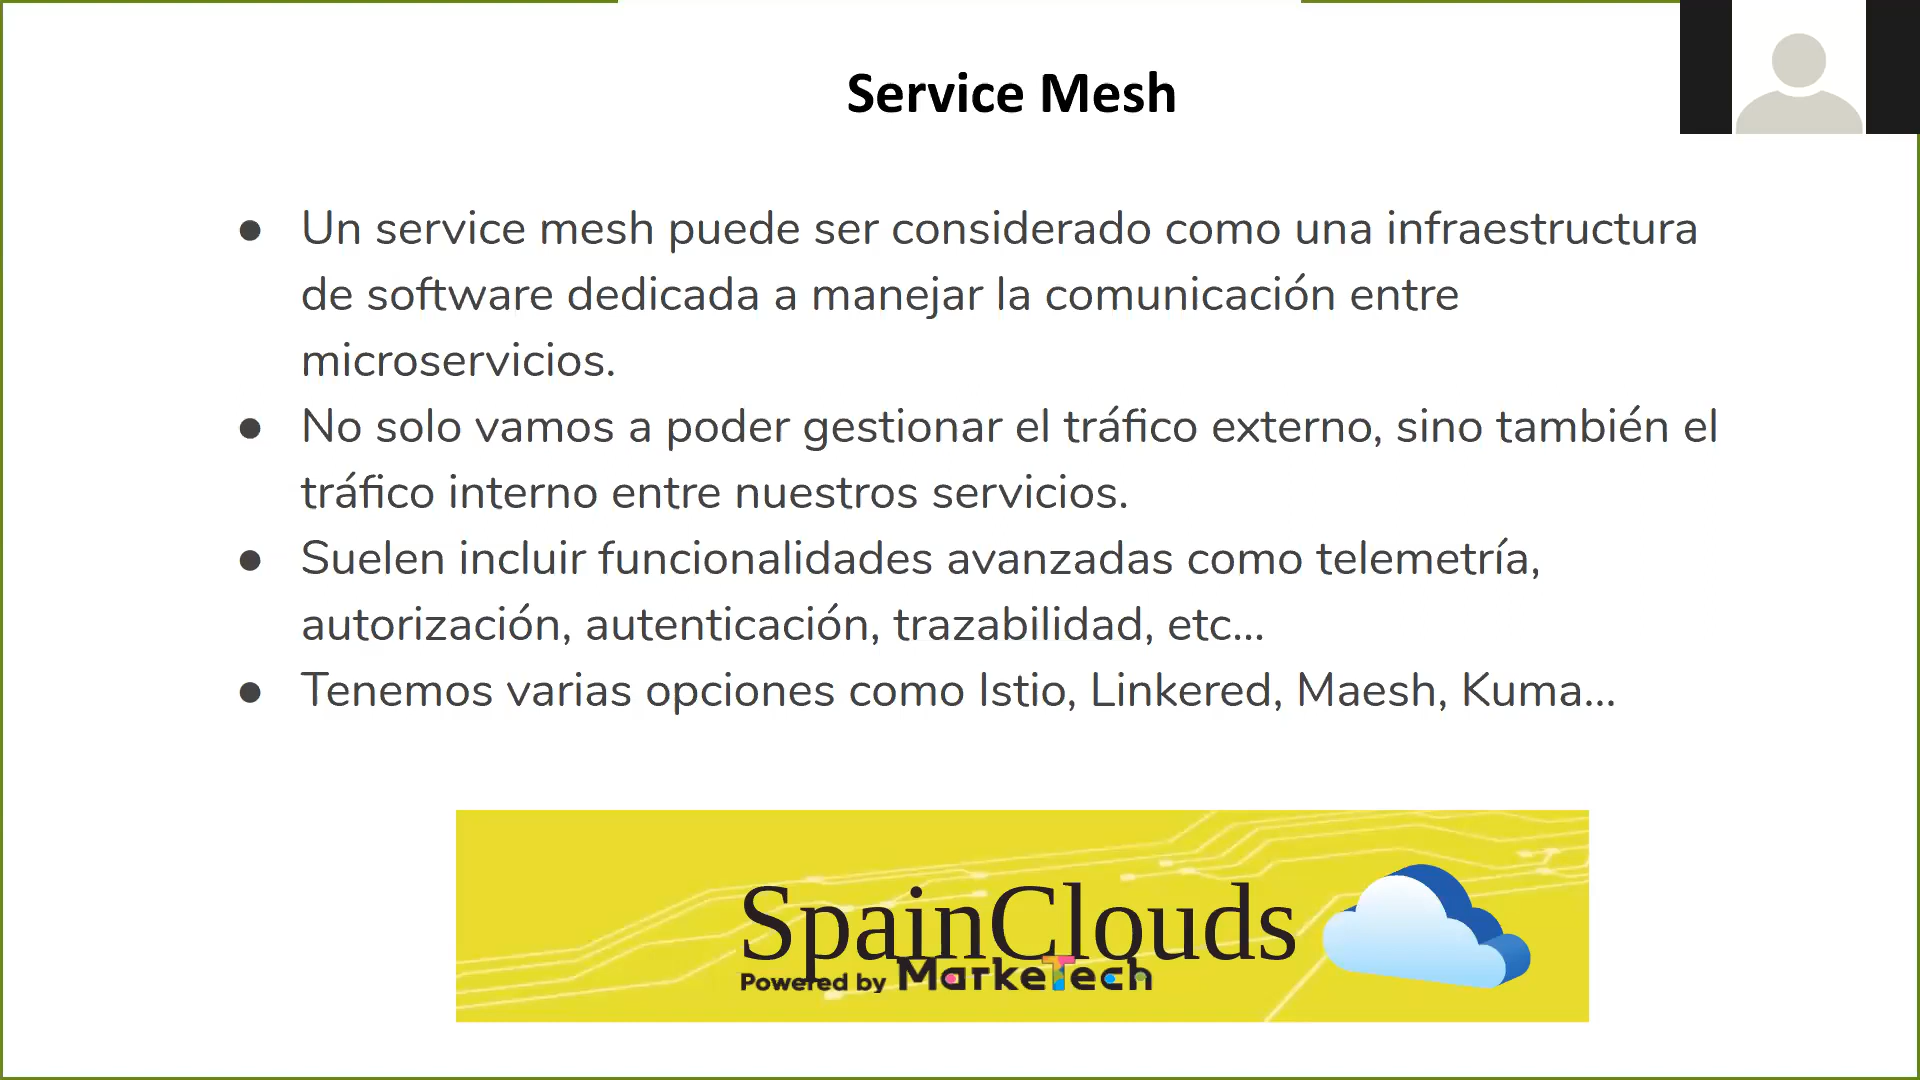 Service Mesh
● Un service mesh puede ser considerado como una infraestructura
de software dedicada a manejar la comunicación entre
microservicios.
● No solo vamos a poder gestionar el tráfico externo, sino también el
tráfico interno entre nuestros servicios.
● Suelen incluir funcionalidades avanzadas como telemetría,
autorización, autenticación, trazabilidad, etc...
● Tenemos varias opciones como Istio, Linkered, Maesh, Kuma...
SpainClouds
Powered by MarkeTech